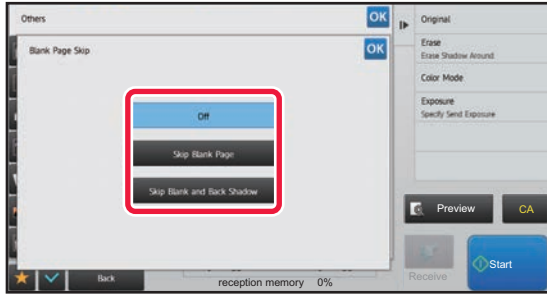 Others
OK
Blank Page Skip
OK
Off
Skip Blank Page
Skip Blank and Back Shadow
Original
Erase
Erase Shadow Around
Color Mode
Exposure
Specify Send Exposure
Preview
CA
Receive
Start
Back
reception memory 0%